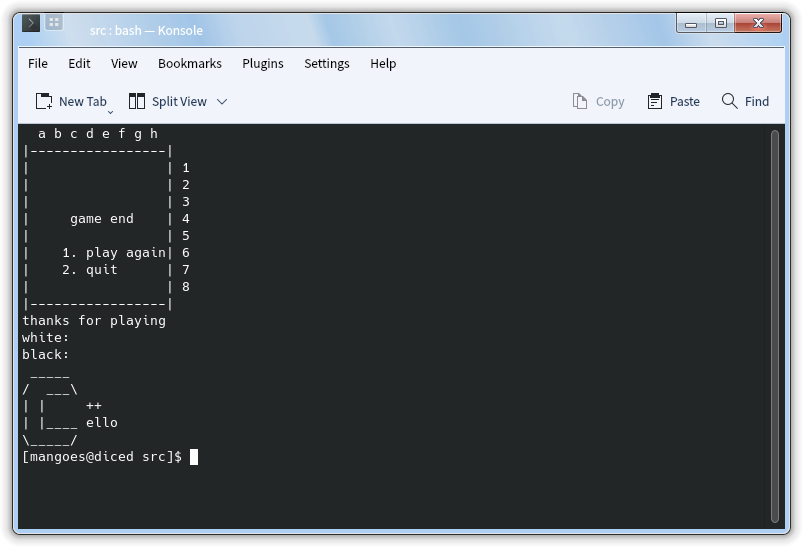 src : bash — Konsole
File Edit View Bookmarks Plugins Settings Help
New Tab Split View Copy Paste Find
  a b c d e f g h
|-----------------|
|                 | 1
|                 | 2
|                 | 3
|     game end    | 4
|                 | 5
|    1. play again| 6
|    2. quit      | 7
|                 | 8
|-----------------|
thanks for playing
white:
black:
 _____
/  ___\
| |     ++
| |____ ello
\_____/
[mangoes@diced src]$